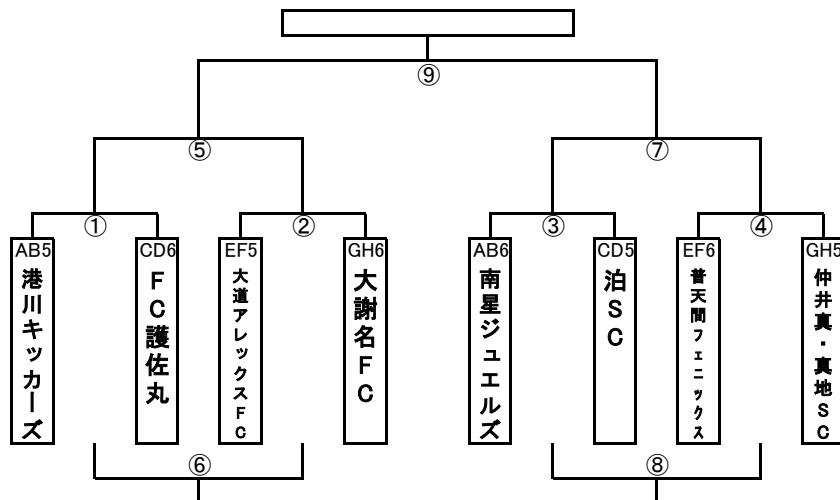 ⑨
⑤
⑦
①
②
③
④
AB5
港川キッカーズ
CD6
FC護佐丸
EF5
大道アレックスFC
GH6
大謝名FC
AB6
南星ジュエルズ
CD5
泊SC
EF6
普天間フェニックス
GH5
仲井真・真地SC
⑥
⑧